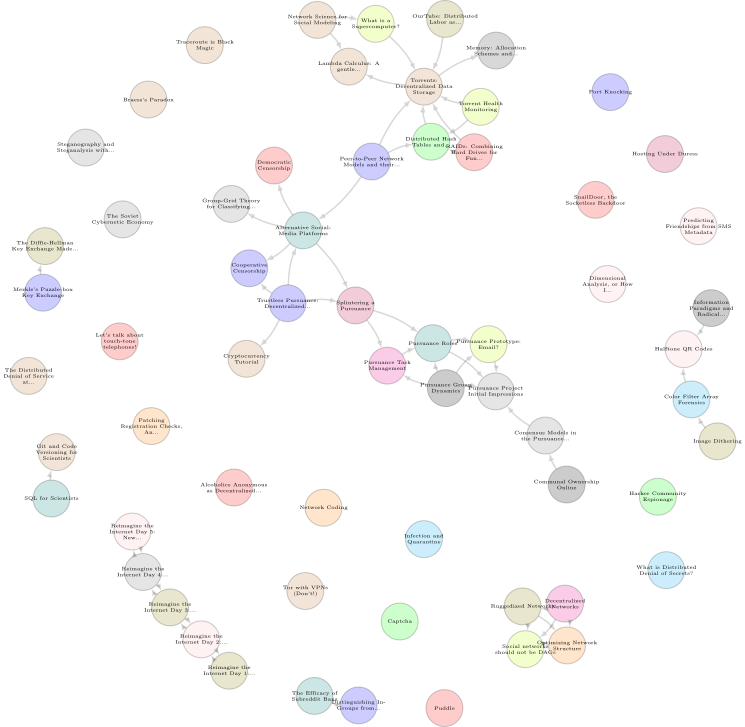 Network Science for
Social Modeling
What is a
Supercomputer?
OurTube: Distributed
Labor as...
Traceroute is Black
Magic
Memory: Allocation
Schemes and...
Lambda Calculus: A
gentle...
Torrents:
Decentralized Data
Storage
Port Knocking
Braess's Paradox
Torrent Health
Monitoring
Steganography and
Steganalysis with...
Distributed Hash
Tables and...
RAIDs: Combining
Hard Drives for
Fun...
Hosting Under Duress
Peer-to-Peer Network
Models and their...
Democratic
Censorship
Group-Grid Theory
for Classifying...
SnailDoor, the
Socketless Backdoor
The Soviet
Cybernetic Economy
Predicting
Friendships from SMS
Metadata
Alternative Social-
Media Platforms
The Diffie-Hellman
Key Exchange Made...
Cooperative
Censorship
Dimensional
Analysis, or How
I...
Merkle's Puzzle-box
Key Exchange
Trustless Pursuance:
Decentralized...
Splintering a
Pursuance
Information
Paradigms and
Radical...
Let's talk about
touch-tone
telephones!
Pursuance Roles
Pursuance Prototype:
Email?
Halftone QR Codes
Cryptocurrency
Tutorial
Pursuance Task
Management
The Distributed
Denial of Service
at...
Pursuance Group
Dynamics
Pursuance Project
Initial Impressions
Color Filter Array
Forensics
Patching
Registration Checks,
An...
Consensus Models in
the Pursuance...
Image Dithering
Git and Code
Versioning for
Scientists
Alcoholics Anonymous
as Decentralized...
Communal Ownership
Online
SQL for Scientists
Network Coding
Hacker Community
Espionage
Reimagine the
Internet Day 5:
New...
Infection and
Quarantine
Reimagine the
Internet Day 4:...
What is Distributed
Denial of Secrets?
Tor with VPNs
(Don't!)
Reimagine the
Internet Day 3:...
Ruggedized Networks
Decentralized
Networks
Captcha
Reimagine the
Internet Day 2:...
Social networks
should not be DAGs
Optimizing Network
Structure
Reimagine the
Internet Day 1:...
The Efficacy of
Subreddit Bans
Distinguishing In-
Groups from...
Puddle